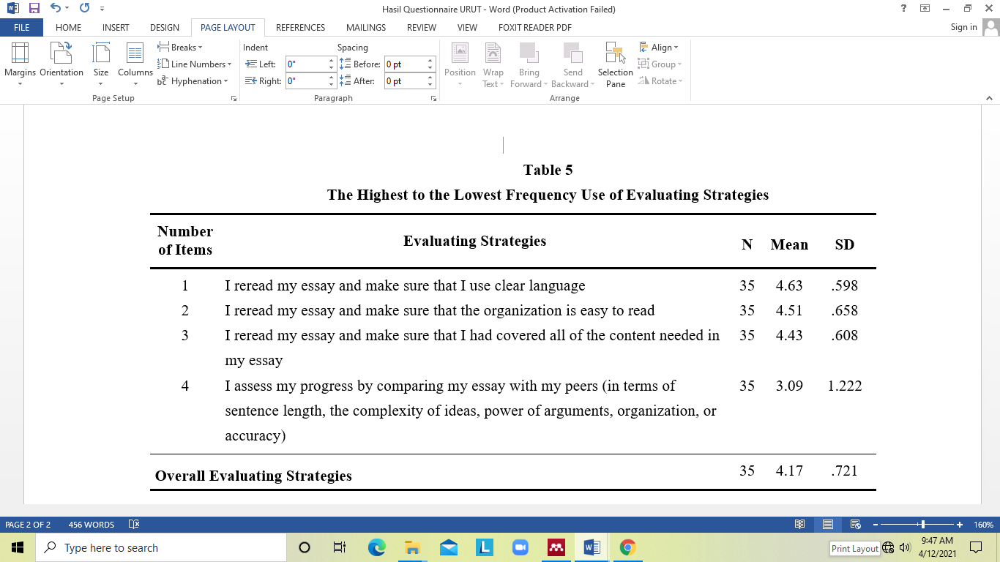 Hasil Questionnaire URUT - Word (Product Activation Failed)
?
FILE HOME INSERT DESIGN PAGE LAYOUT REFERENCES MAILINGS REVIEW VIEW FOXIT READER PDF Sign in
Margins Orientation Size Columns
Breaks
Line Numbers
Hyphenation
Page Setup
Indent Spacing
Left: 0" Before: 0 pt
Right: 0" After: 0 pt
Paragraph
Position Wrap Text Bring Forward Send Backward Selection Pane
Align
Group
Rotate
Arrange
Table 5
The Highest to the Lowest Frequency Use of Evaluating Strategies
Number of Items Evaluating Strategies N Mean SD
1 I reread my essay and make sure that I use clear language 35 4.63 .598
2 I reread my essay and make sure that the organization is easy to read 35 4.51 .658
3 I reread my essay and make sure that I had covered all of the content needed in 35 4.43 .608
my essay
4 I assess my progress by comparing my essay with my peers (in terms of 35 3.09 1.222
sentence length, the complexity of ideas, power of arguments, organization, or
accuracy)
Overall Evaluating Strategies 35 4.17 .721
PAGE 2 OF 2 456 WORDS 160%
Type here to search
Print Layout
9:47 AM
4/12/2021